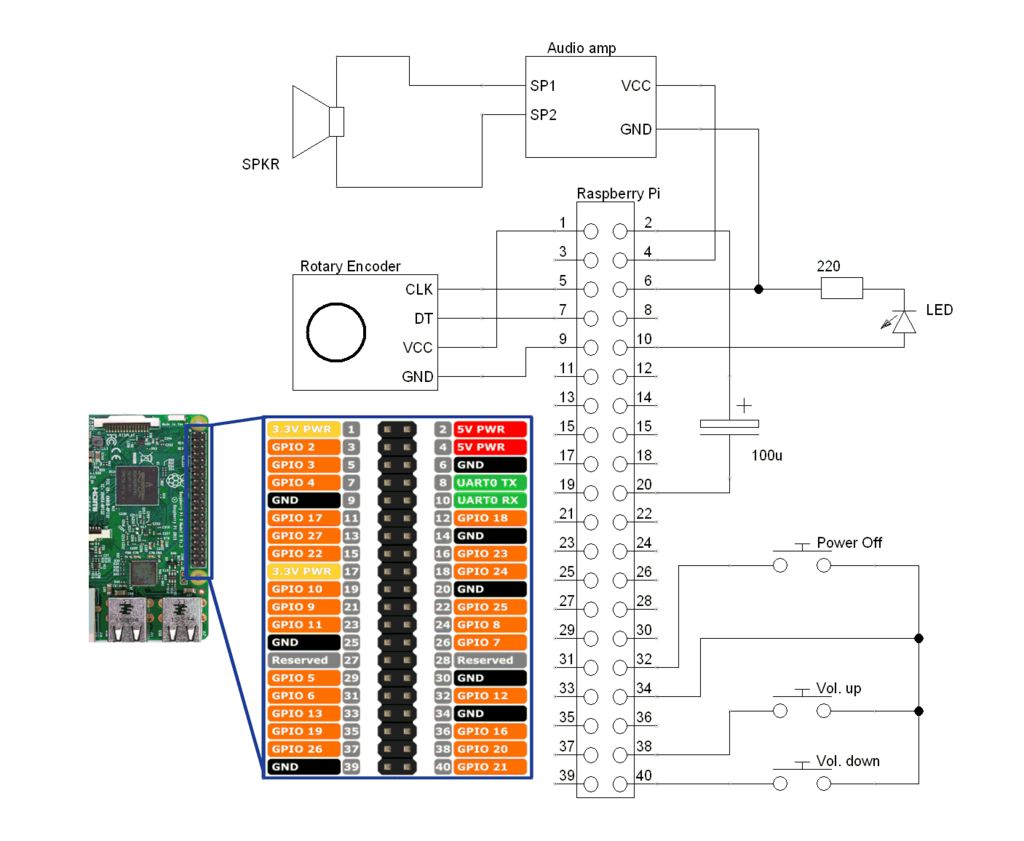 Audio amp
SP1
VCC
SP2
GND
SPKR
Raspberry Pi
1
2
3
4
5
6
7
8
9
10
11
12
13
14
15
15
17
18
19
20
21
22
23
24
25
26
27
28
29
30
31
32
33
34
35
36
37
38
39
40
Rotary Encoder
CLK
DT
VCC
GND
220
LED
+
100u
Power Off
Vol. up
Vol. down
3.3V PWR 1 2 5V PWR
GPIO 2 3 4 5V PWR
GPIO 3 5 6 GND
GPIO 4 7 8 UART0 TX
GND 9 10 UART0 RX
GPIO 17 11 12 GPIO 18
GPIO 27 13 14 GND
GPIO 22 15 16 GPIO 23
3.3V PWR 17 18 GPIO 24
GPIO 10 19 20 GND
GPIO 9 21 22 GPIO 25
GPIO 11 23 24 GPIO 8
GND 25 26 GPIO 7
Reserved 27 28 Reserved
GPIO 5 29 30 GND
GPIO 6 31 32 GPIO 12
GPIO 13 33 34 GND
GPIO 19 35 36 GPIO 16
GPIO 26 37 38 GPIO 20
GND 39 40 GPIO 21
HDMI